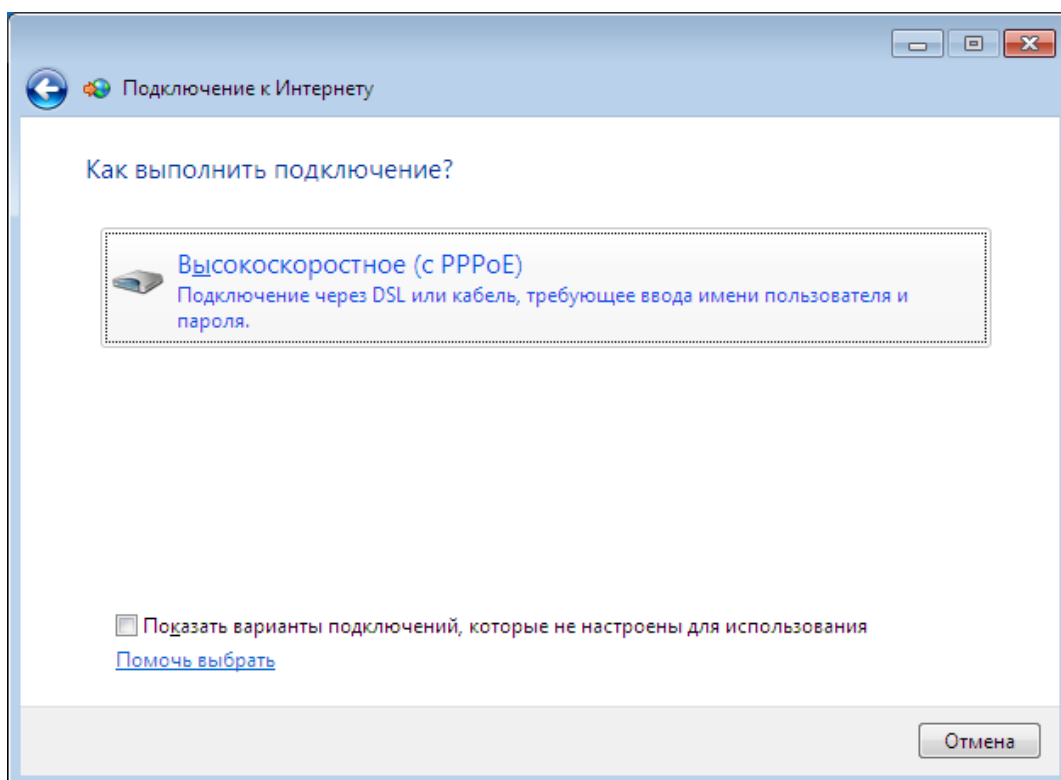 Подключение к Интернету
Как выполнить подключение?
Высокоскоростное (с PPPoE)
Подключение через DSL или кабель, требующее ввода имени пользователя и
пароля.
Показать варианты подключений, которые не настроены для использования
Помочь выбрать
Отмена